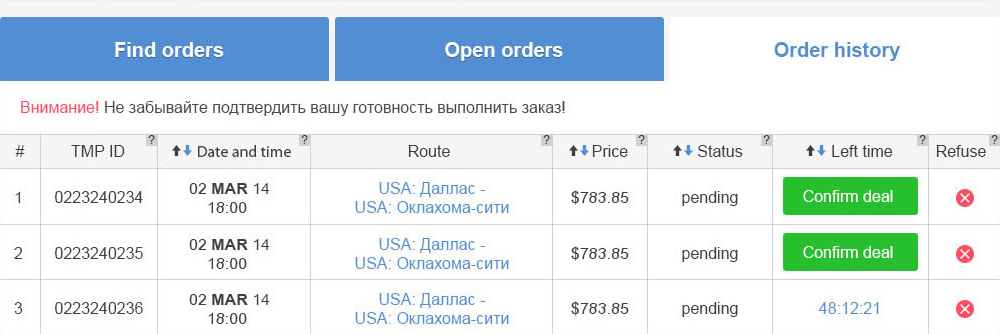 Find orders Open orders Order history
Внимание! Не забывайте подтвердить вашу готовность выполнить заказ!
# TMP ID ? Date and time ? Route ? Price ? Status ? Left time ? Refuse ?
1 0223240234 02 MAR 14 18:00 USA: Даллас - USA: Оклахома-сити $783.85 pending Confirm deal
2 0223240235 02 MAR 14 18:00 USA: Даллас - USA: Оклахома-сити $783.85 pending Confirm deal
3 0223240236 02 MAR 14 18:00 USA: Даллас - USA: Оклахома-сити $783.85 pending 48:12:21